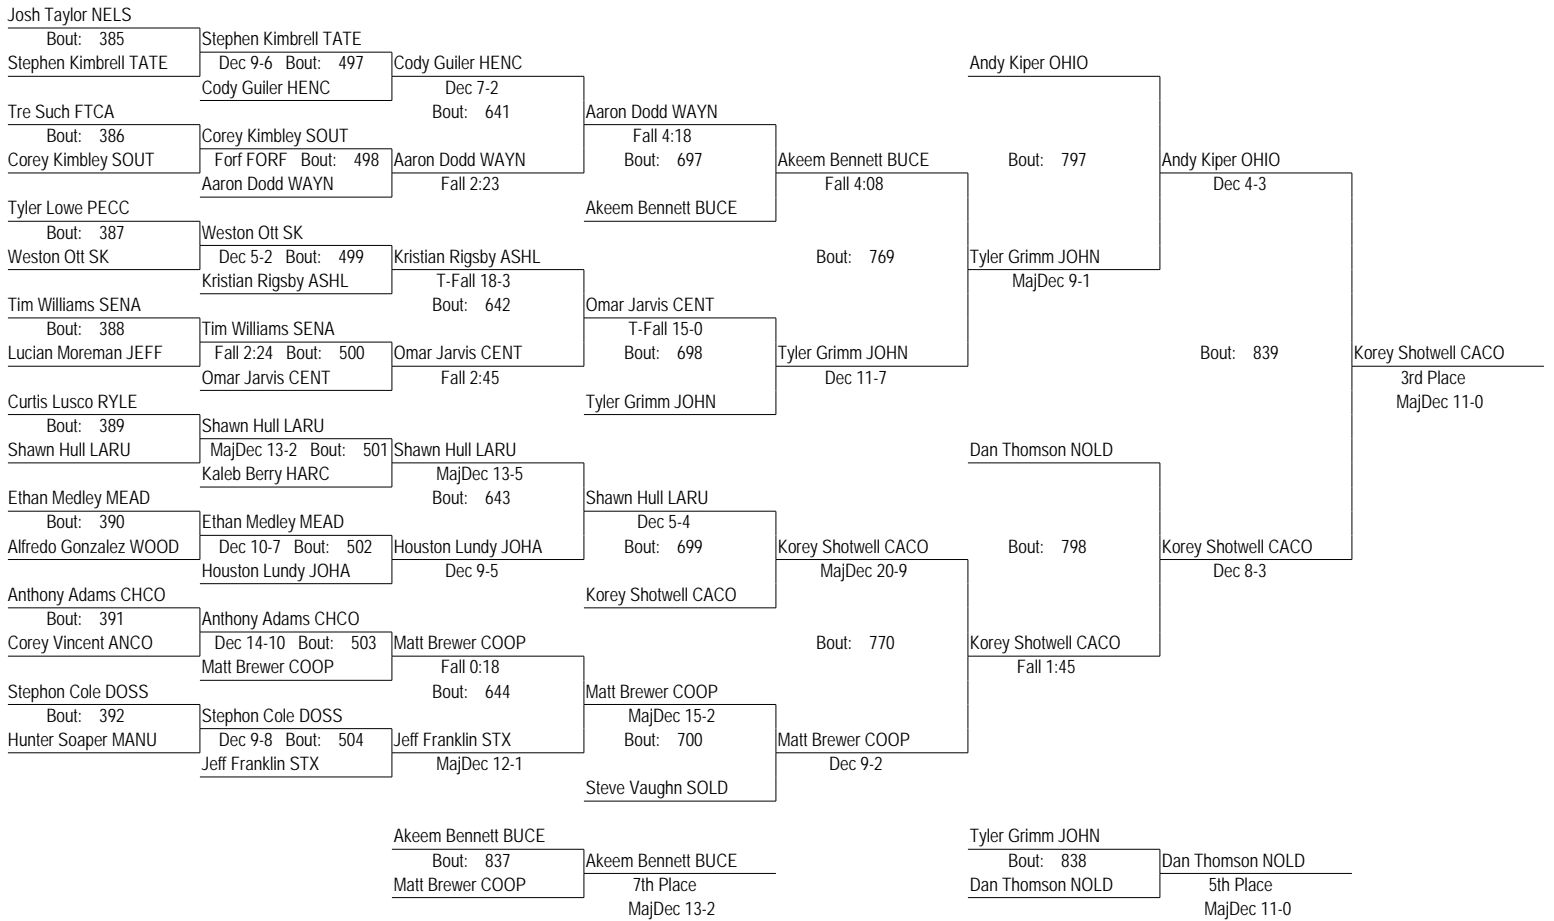 Josh Taylor NELS
Bout: 385 Stephen Kimbrell TATE
Stephen Kimbrell TATE Dec 9-6 Bout: 497 Cody Guiler HENC Andy Kiper OHIO
Cody Guiler HENC Dec 7-2
Tre Such FTCA Bout: 641 Aaron Dodd WAYN
Bout: 386 Corey Kimbley SOUT Fall 4:18
Corey Kimbley SOUT Forf FORF Bout: 498 Aaron Dodd WAYN Bout: 697 Akeem Bennett BUCE Bout: 797 Andy Kiper OHIO
Aaron Dodd WAYN Fall 2:23 Fall 4:08 Dec 4-3
Tyler Lowe PECC Akeem Bennett BUCE
Bout: 387 Weston Ott SK
Weston Ott SK Dec 5-2 Bout: 499 Kristian Rigsby ASHL Bout: 769 Tyler Grimm JOHN
Kristian Rigsby ASHL T-Fall 18-3 MajDec 9-1
Tim Williams SENA Bout: 642 Omar Jarvis CENT
Bout: 388 Tim Williams SENA T-Fall 15-0
Lucian Moreman JEFF Fall 2:24 Bout: 500 Omar Jarvis CENT Bout: 698 Tyler Grimm JOHN Bout: 839 Korey Shotwell CACO
Omar Jarvis CENT Fall 2:45 Dec 11-7 3rd Place
Curtis Lusco RYLE Tyler Grimm JOHN MajDec 11-0
Bout: 389 Shawn Hull LARU
Shawn Hull LARU MajDec 13-2 Bout: 501 Shawn Hull LARU Dan Thomson NOLD
Kaleb Berry HARC MajDec 13-5
Ethan Medley MEAD Bout: 643 Shawn Hull LARU
Bout: 390 Ethan Medley MEAD Dec 5-4
Alfredo Gonzalez WOOD Dec 10-7 Bout: 502 Houston Lundy JOHA Bout: 699 Korey Shotwell CACO Bout: 798 Korey Shotwell CACO
Houston Lundy JOHA Dec 9-5 MajDec 20-9 Dec 8-3
Anthony Adams CHCO Korey Shotwell CACO
Bout: 391 Anthony Adams CHCO
Corey Vincent ANCO Dec 14-10 Bout: 503 Matt Brewer COOP Bout: 770 Korey Shotwell CACO
Matt Brewer COOP Fall 0:18 Fall 1:45
Stephon Cole DOSS Bout: 644 Matt Brewer COOP
Bout: 392 Stephon Cole DOSS MajDec 15-2
Hunter Soaper MANU Dec 9-8 Bout: 504 Jeff Franklin STX Bout: 700 Matt Brewer COOP
Jeff Franklin STX MajDec 12-1 Dec 9-2
Steve Vaughn SOLD
Akeem Bennett BUCE Tyler Grimm JOHN
Bout: 837 Akeem Bennett BUCE Bout: 838 Dan Thomson NOLD
Matt Brewer COOP 7th Place Dan Thomson NOLD 5th Place
MajDec 13-2 MajDec 11-0